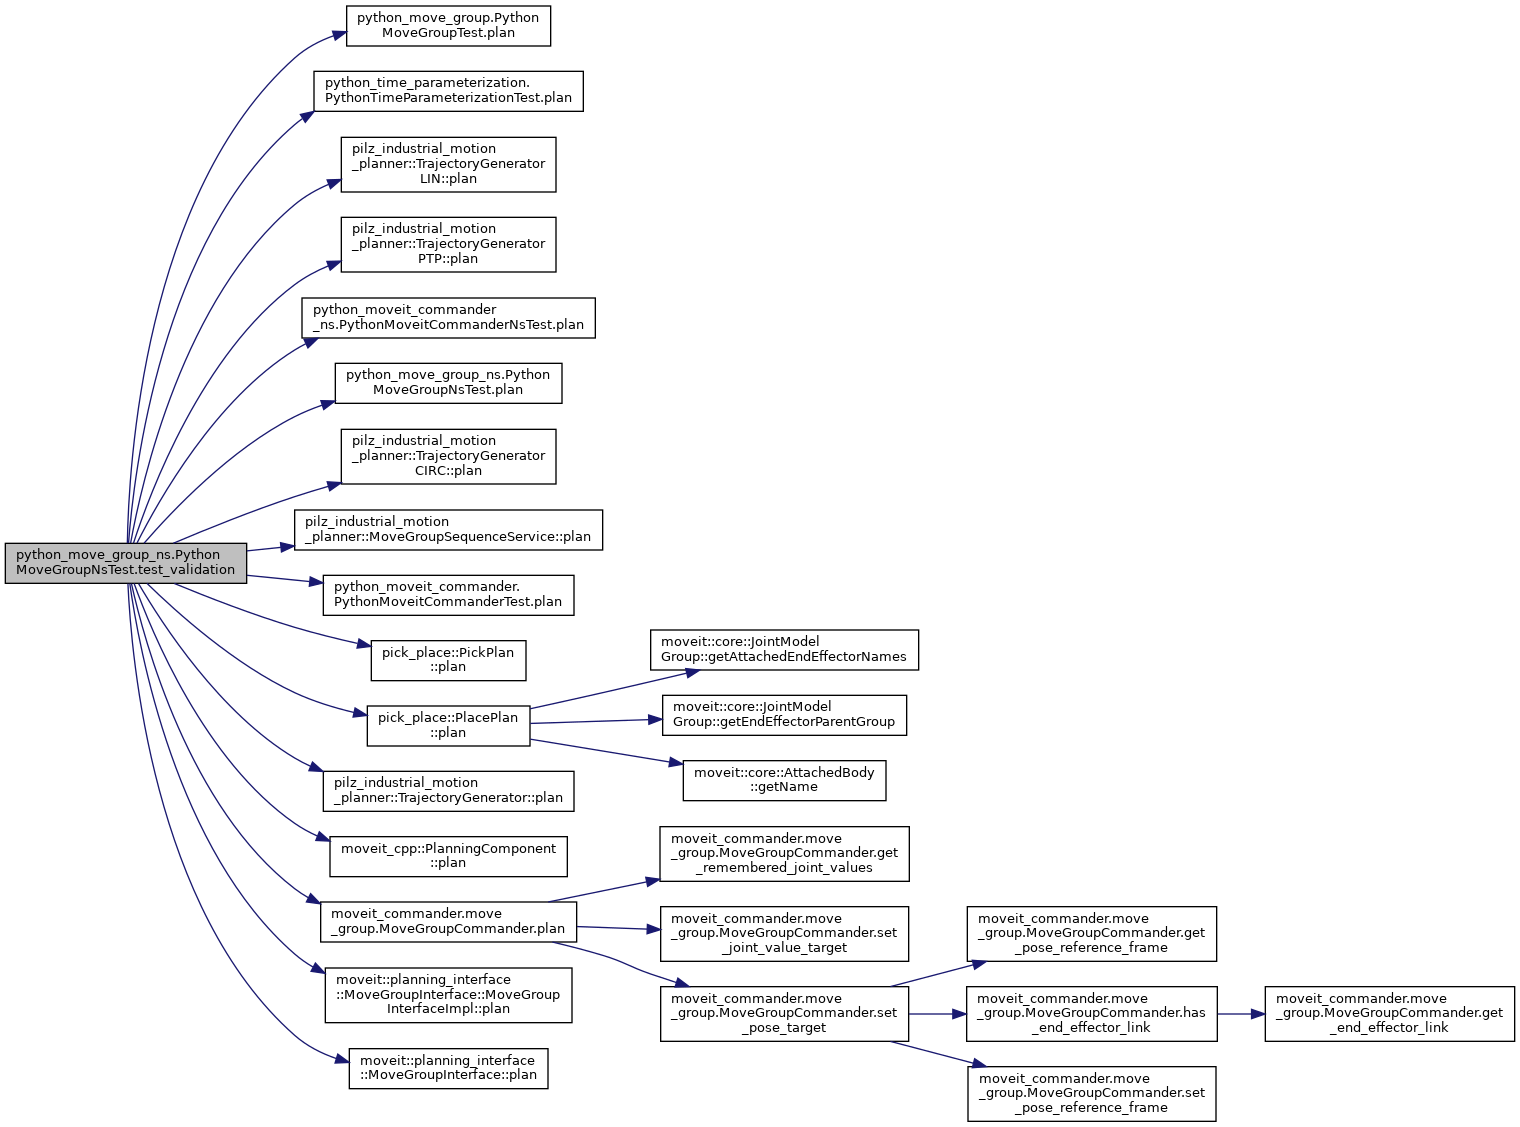 python_move_group.Python
MoveGroupTest.plan
python_time_parameterization.
PythonTimeParameterizationTest.plan
pilz_industrial_motion
_planner::TrajectoryGenerator
LIN::plan
pilz_industrial_motion
_planner::TrajectoryGenerator
PTP::plan
python_moveit_commander
_ns.PythonMoveitCommanderNsTest.plan
python_move_group_ns.Python
MoveGroupNsTest.plan
pilz_industrial_motion
_planner::TrajectoryGenerator
CIRC::plan
pilz_industrial_motion
_planner::MoveGroupSequenceService::plan
python_move_group_ns.Python
MoveGroupNsTest.test_validation
python_moveit_commander.
PythonMoveitCommanderTest.plan
pick_place::PickPlan
::plan
moveit::core::JointModel
Group::getAttachedEndEffectorNames
pick_place::PlacePlan
::plan
moveit::core::JointModel
Group::getEndEffectorParentGroup
moveit::core::AttachedBody
::getName
pilz_industrial_motion
_planner::TrajectoryGenerator::plan
moveit_cpp::PlanningComponent
::plan
moveit_commander.move
_group.MoveGroupCommander.get
_remembered_joint_values
moveit_commander.move
_group.MoveGroupCommander.plan
moveit_commander.move
_group.MoveGroupCommander.set
_joint_value_target
moveit_commander.move
_group.MoveGroupCommander.get
_pose_reference_frame
moveit::planning_interface
::MoveGroupInterface::MoveGroup
InterfaceImpl::plan
moveit_commander.move
_group.MoveGroupCommander.set
_pose_target
moveit_commander.move
_group.MoveGroupCommander.has
_end_effector_link
moveit_commander.move
_group.MoveGroupCommander.get
_end_effector_link
moveit::planning_interface
::MoveGroupInterface::plan
moveit_commander.move
_group.MoveGroupCommander.set
_pose_reference_frame